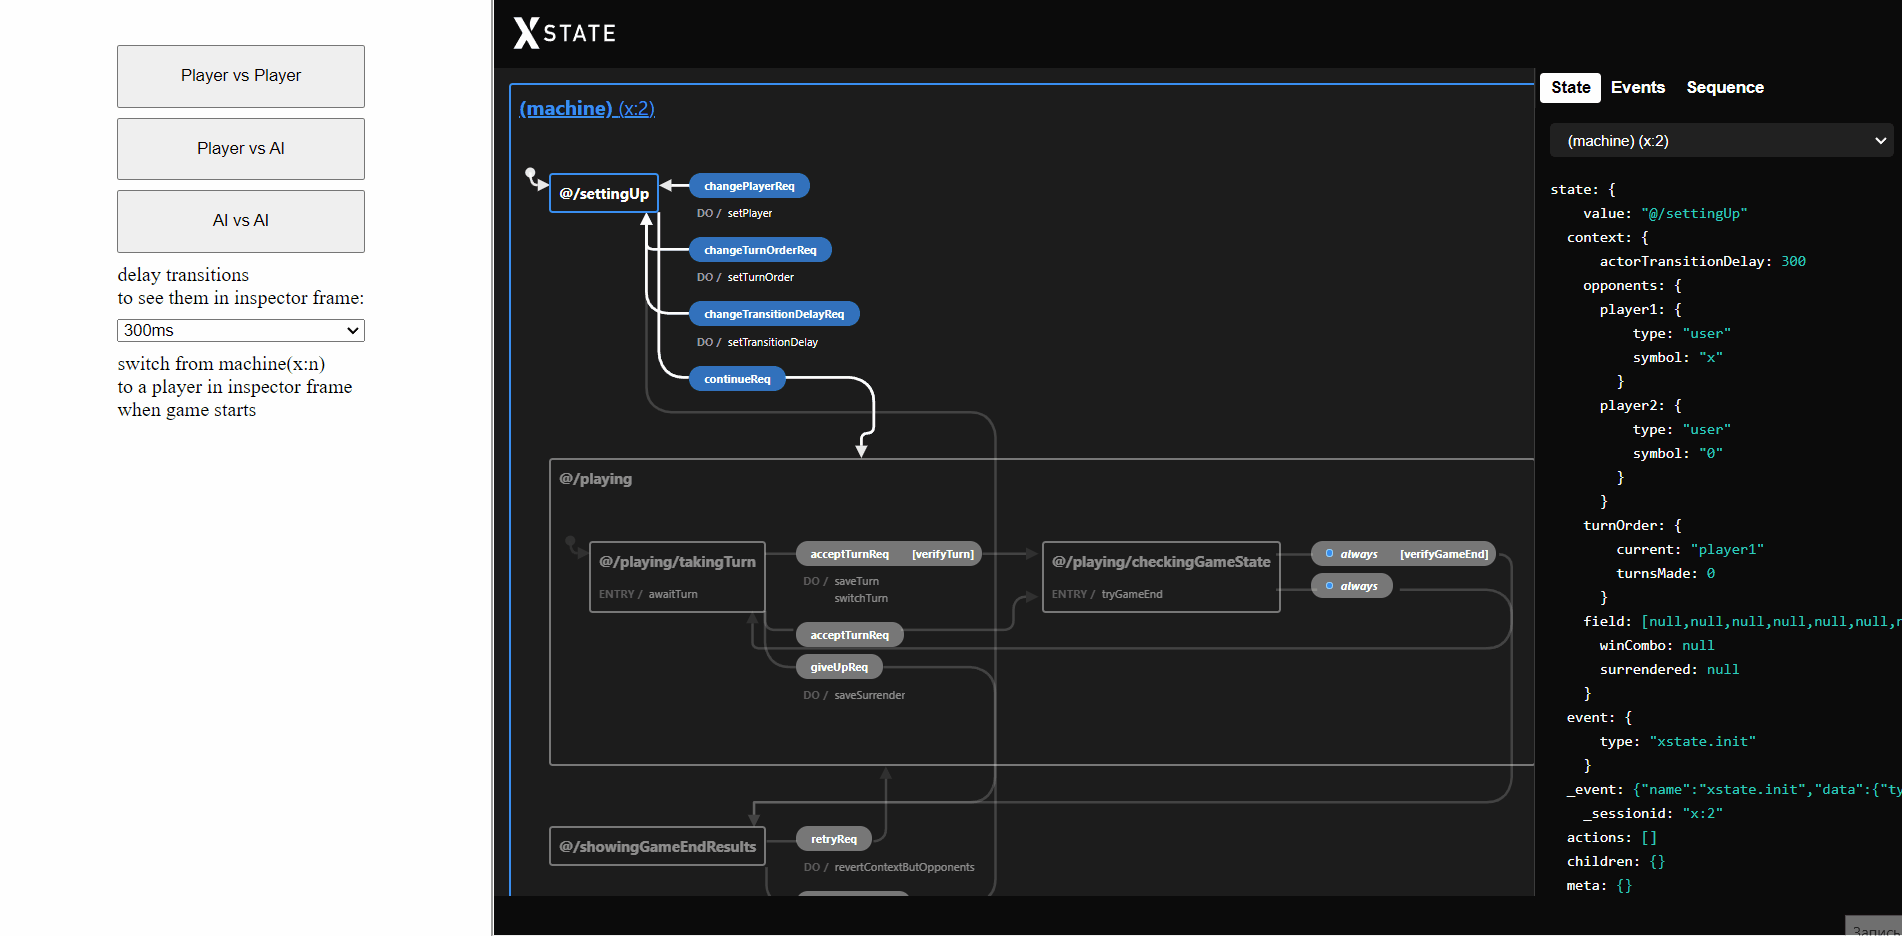 Player vs Player
Player vs AI
AI vs AI
delay transitions
to see them in inspector frame:
300ms
switch from machine(x:n)
to a player in inspector frame
when game starts
XSTATE
(machine) (x:2)
@/settingUp
changePlayerReq
DO / setPlayer
changeTurnOrderReq
DO / setTurnOrder
changeTransitionDelayReq
DO / setTransitionDelay
continueReq
@/playing
@/playing/takingTurn
ENTRY / awaitTurn
acceptTurnReq [verifyTurn]
DO / saveTurn
switchTurn
acceptTurnReq
giveUpReq
DO / saveSurrender
@/playing/checkingGameState
ENTRY / tryGameEnd
always [verifyGameEnd]
always
@/showingGameEndResults
retryReq
DO / revertContextButOpponents
State Events Sequence
(machine) (x:2)
state: {
value: "@/settingUp"
context: {
actorTransitionDelay: 300
opponents: {
player1: {
type: "user"
symbol: "x"
}
player2: {
type: "user"
symbol: "0"
}
}
turnOrder: {
current: "player1"
turnsMade: 0
}
field: [null,null,null,null,null,null,
winCombo: null
surrendered: null
}
event: {
type: "xstate.init"
}
_event: {"name":"xstate.init","data":{"ty
_sessionid: "x:2"
actions: []
children: {}
meta: {}